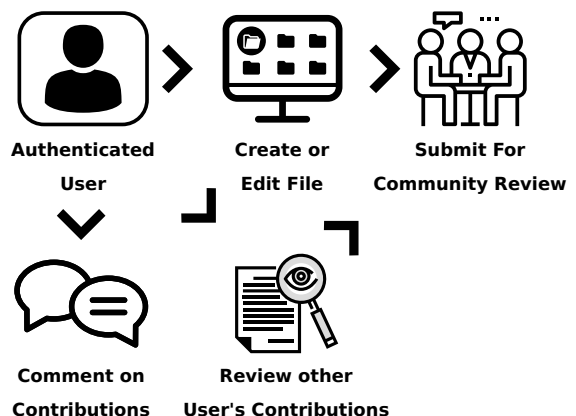 Authenticated
User
Create or
Edit File
Submit For
Community Review
Comment on
Contributions
Review other
User's Contributions